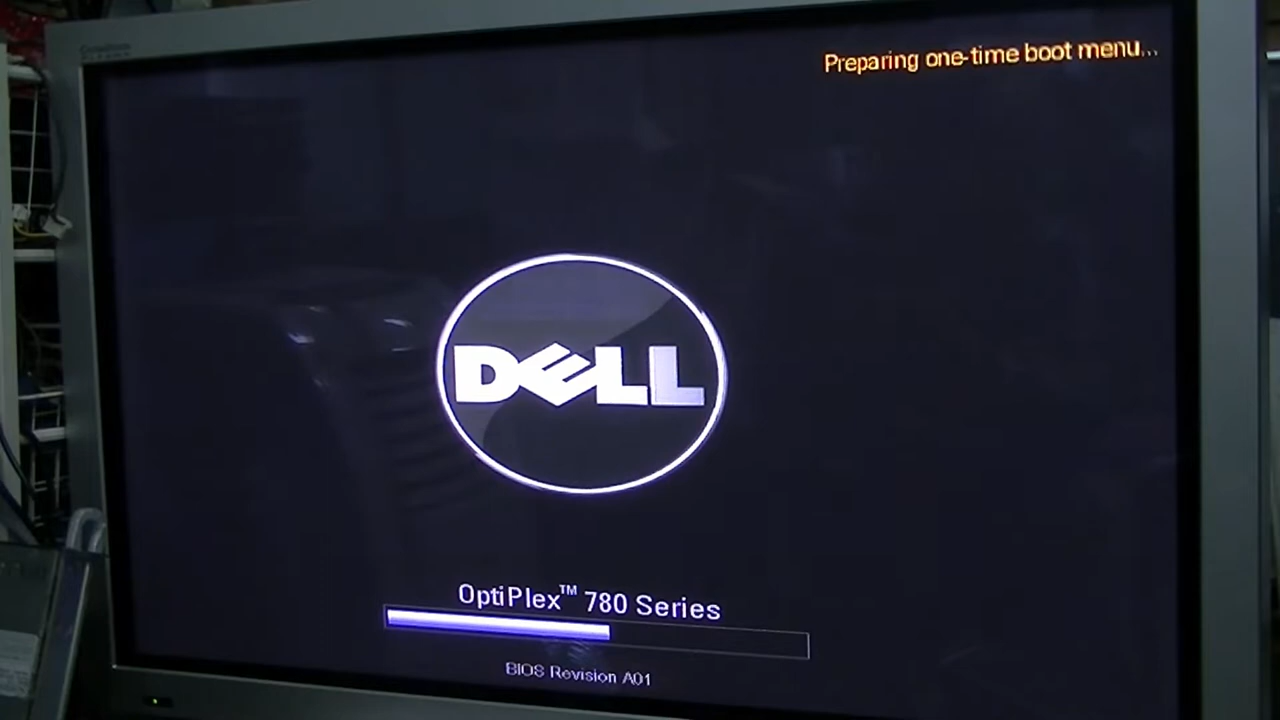 Preparing one-time boot menu...
DELL
OptiPlex™ 780 Series
BIOS Revision A01